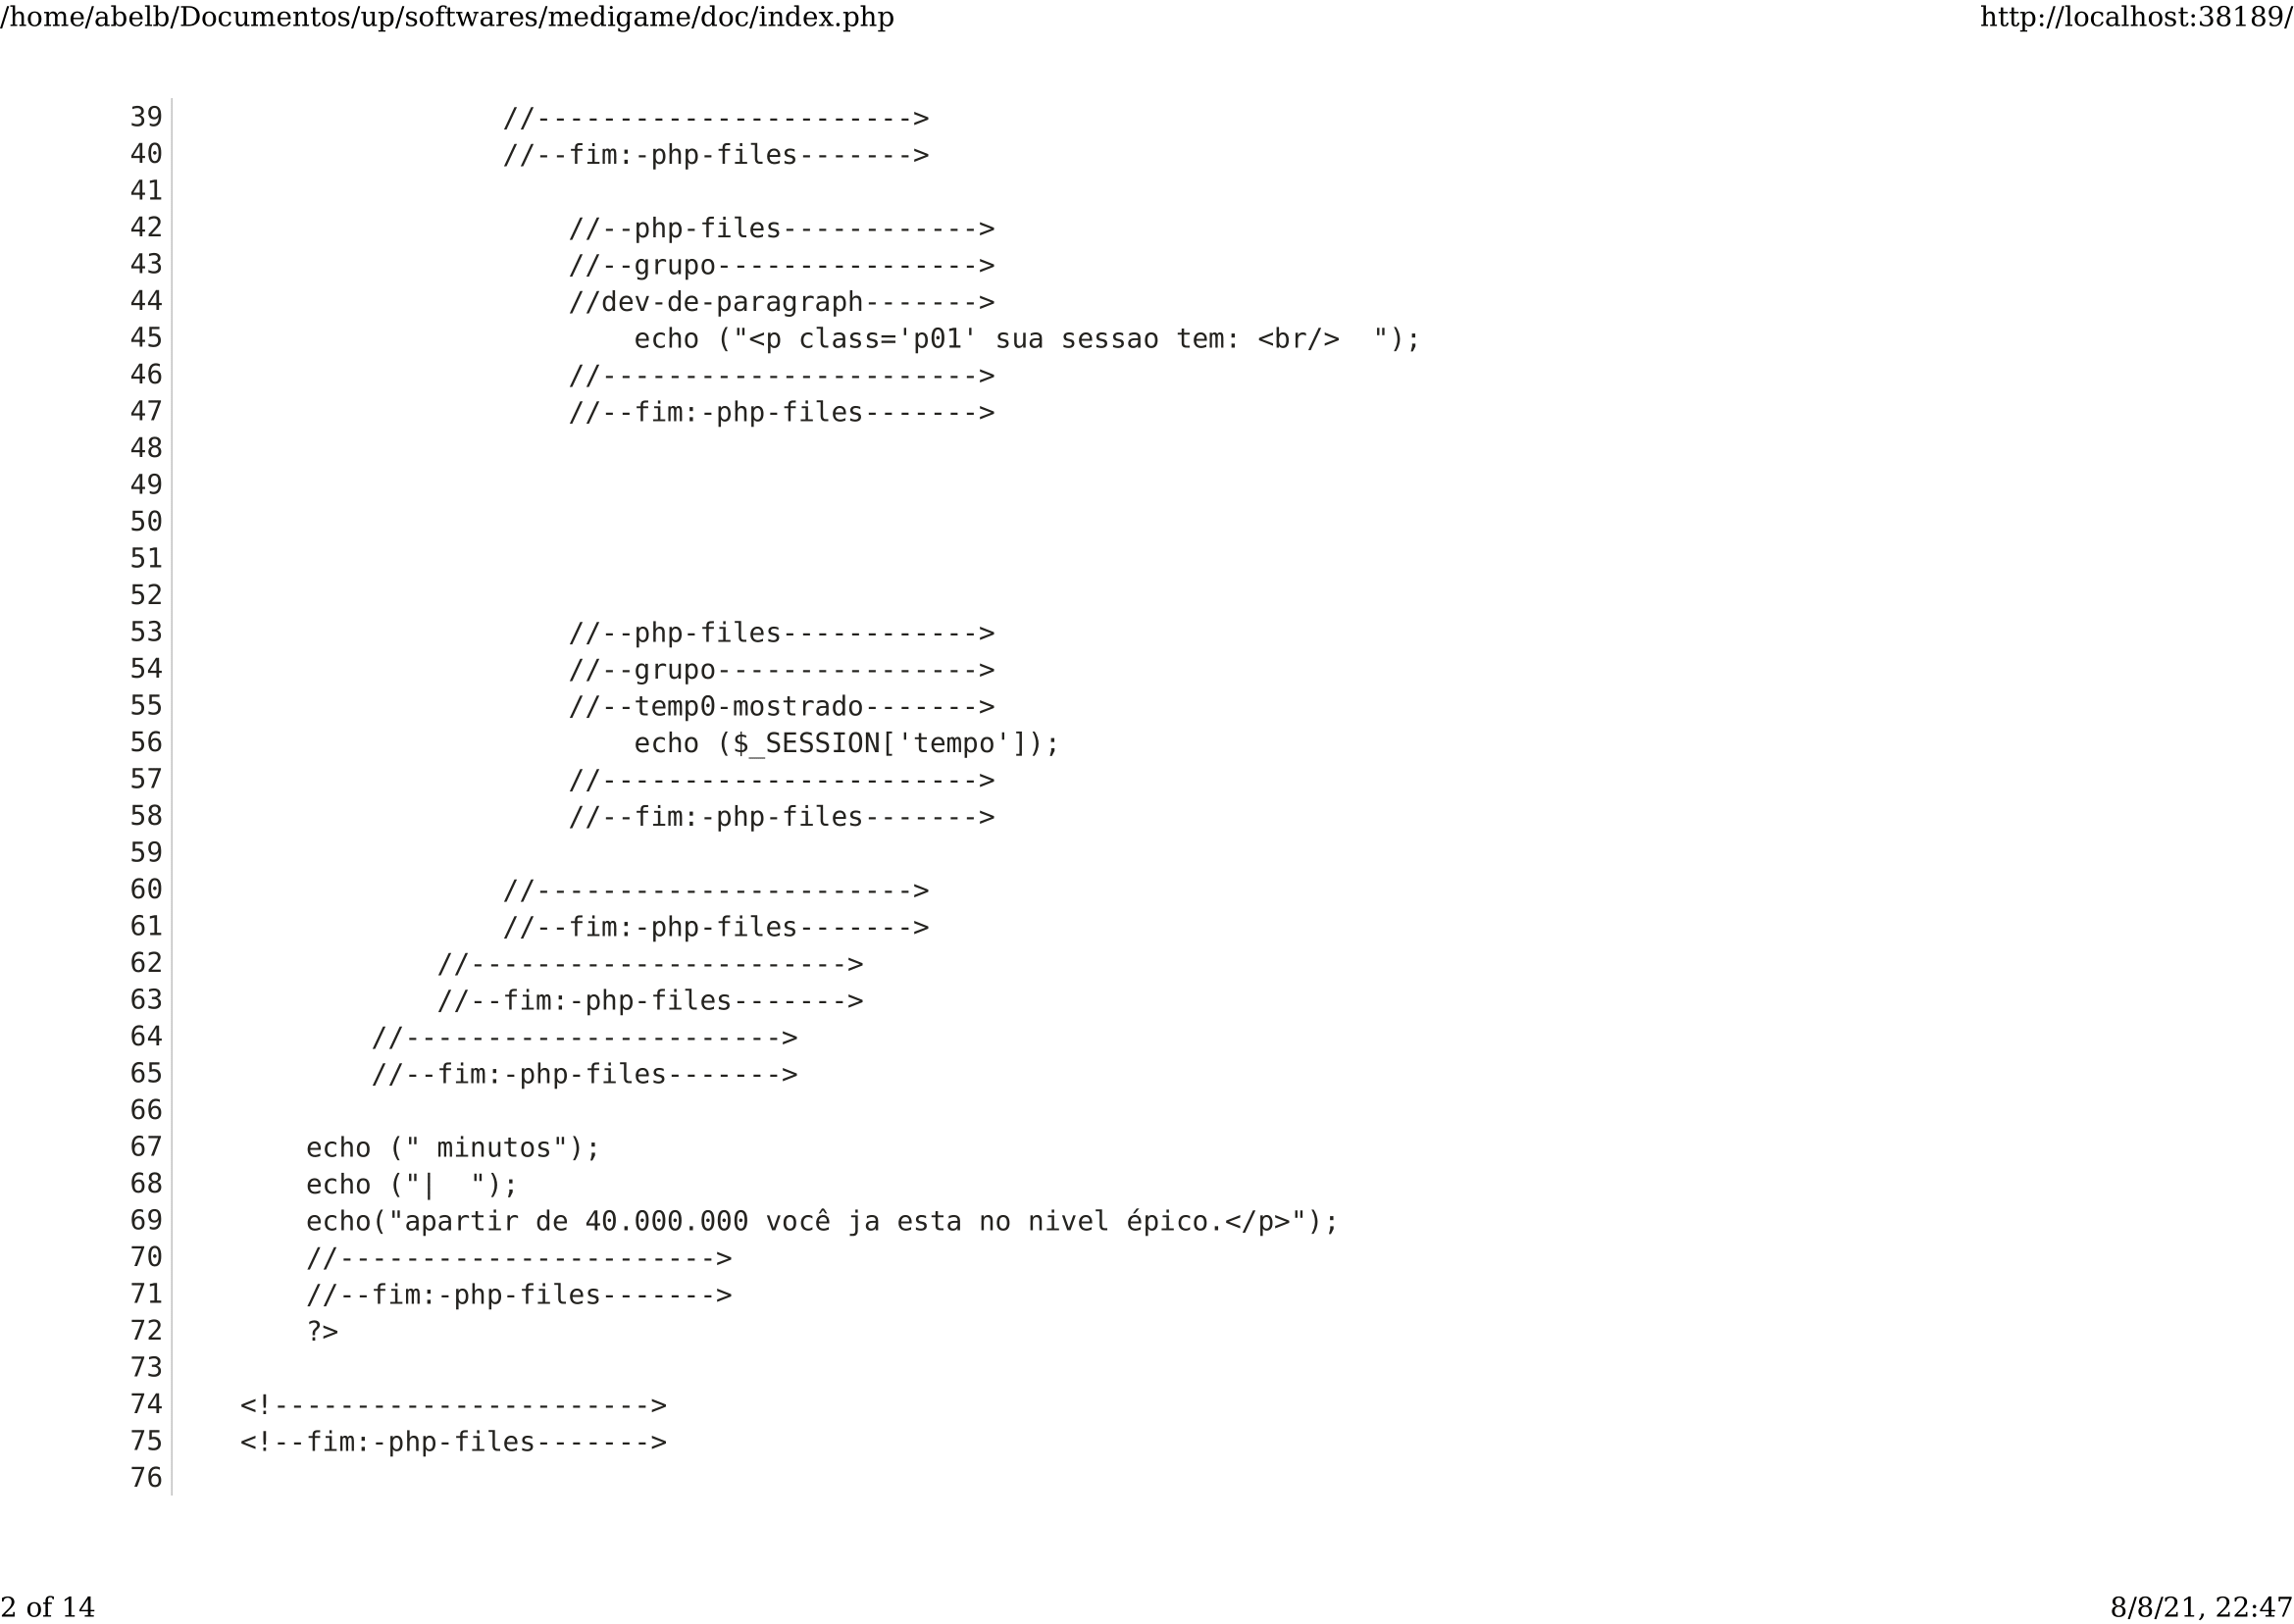 /home/abelb/Documentos/up/softwares/medigame/doc/index.php http://localhost:38189/
39 //----------------------->
40 //--fim:-php-files------->
41
42 //--php-files------------>
43 //--grupo---------------->
44 //dev-de-paragraph------->
45 echo ("<p class='p01' sua sessao tem: <br/>  ");
46 //----------------------->
47 //--fim:-php-files------->
48
49
50
51
52
53 //--php-files------------>
54 //--grupo---------------->
55 //--temp0-mostrado------->
56 echo ($_SESSION['tempo']);
57 //----------------------->
58 //--fim:-php-files------->
59
60 //----------------------->
61 //--fim:-php-files------->
62 //----------------------->
63 //--fim:-php-files------->
64 //----------------------->
65 //--fim:-php-files------->
66
67 echo (" minutos");
68 echo ("|  ");
69 echo("apartir de 40.000.000 você ja esta no nivel épico.</p>");
70 //----------------------->
71 //--fim:-php-files------->
72 ?>
73
74 <!----------------------->
75 <!--fim:-php-files------->
76
2 of 14 8/8/21, 22:47